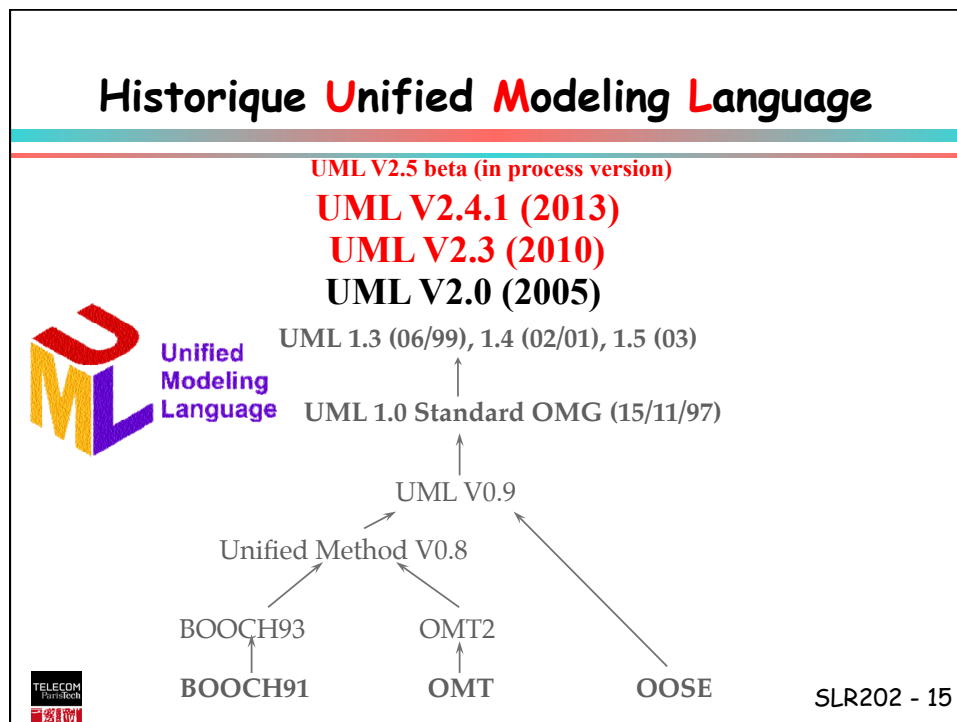 Historique Unified Modeling Language
UML V2.5 beta (in process version)
UML V2.4.1 (2013)
UML V2.3 (2010)
UML V2.0 (2005)
UML 1.3 (06/99), 1.4 (02/01), 1.5 (03)
UML
Unified
Modeling
Language
UML 1.0 Standard OMG (15/11/97)
UML V0.9
Unified Method V0.8
BOOCH93
OMT2
BOOCH91
OMT
OOSE
TELECOM
ParisTech
SLR202 - 15